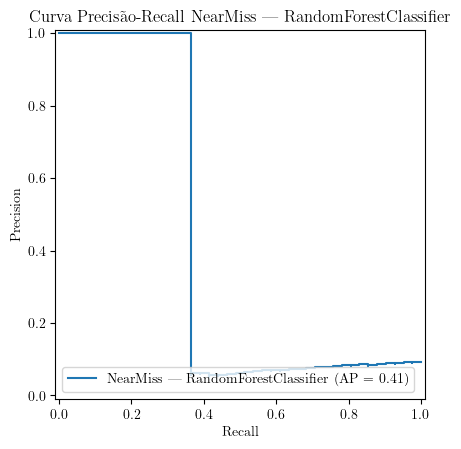 Curva Precisão-Recall NearMiss — RandomForestClassifier
1.0
0.8
0.6
0.4
0.2
0.0
Precision
NearMiss — RandomForestClassifier (AP = 0.41)
0.0 0.2 0.4 0.6 0.8 1.0
Recall